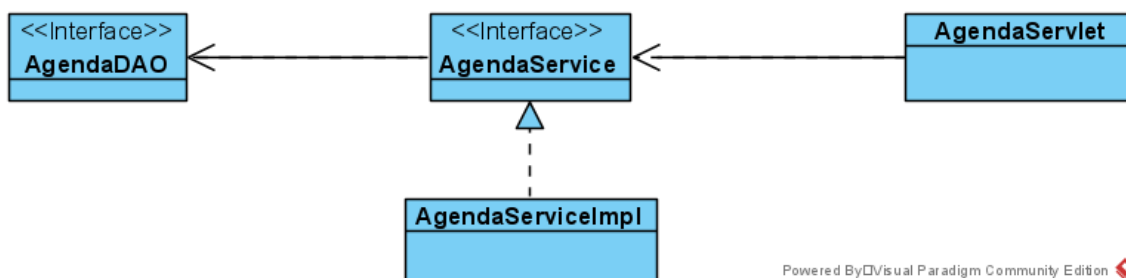 <<Interface>>
AgendaDAO
<<Interface>>
AgendaService
AgendaServlet
AgendaServiceImpl
Powered By□Visual Paradigm Community Edition